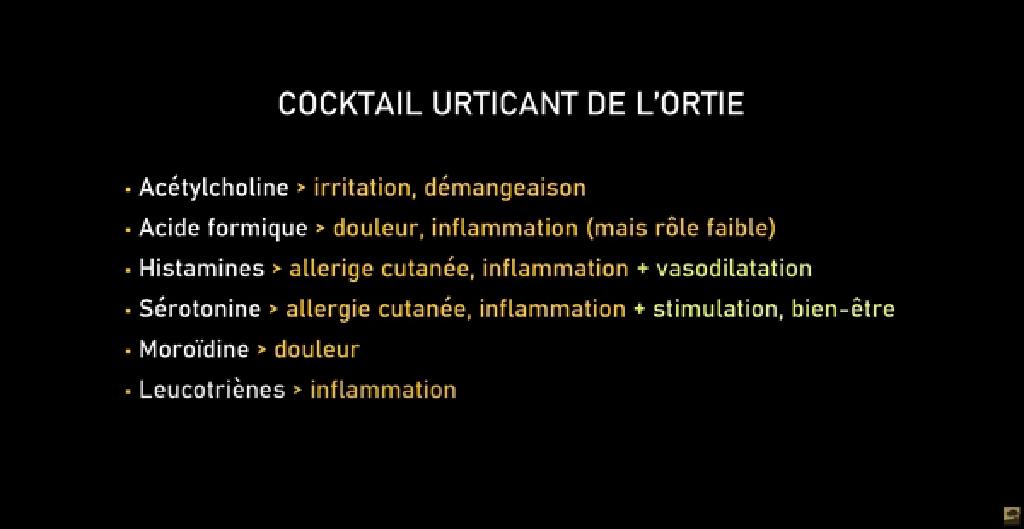 COCKTAIL URTICANT DE L'ORTIE
· Acétylcholine > irritation, démangeaison
· Acide formique > douleur, inflammation (mais rôle faible)
· Histamines > allerige cutanée, inflammation + vasodilatation
· Sérotonine > allergie cutanée, inflammation + stimulation, bien-être
· Moroïdine > douleur
· Leucotriènes > inflammation